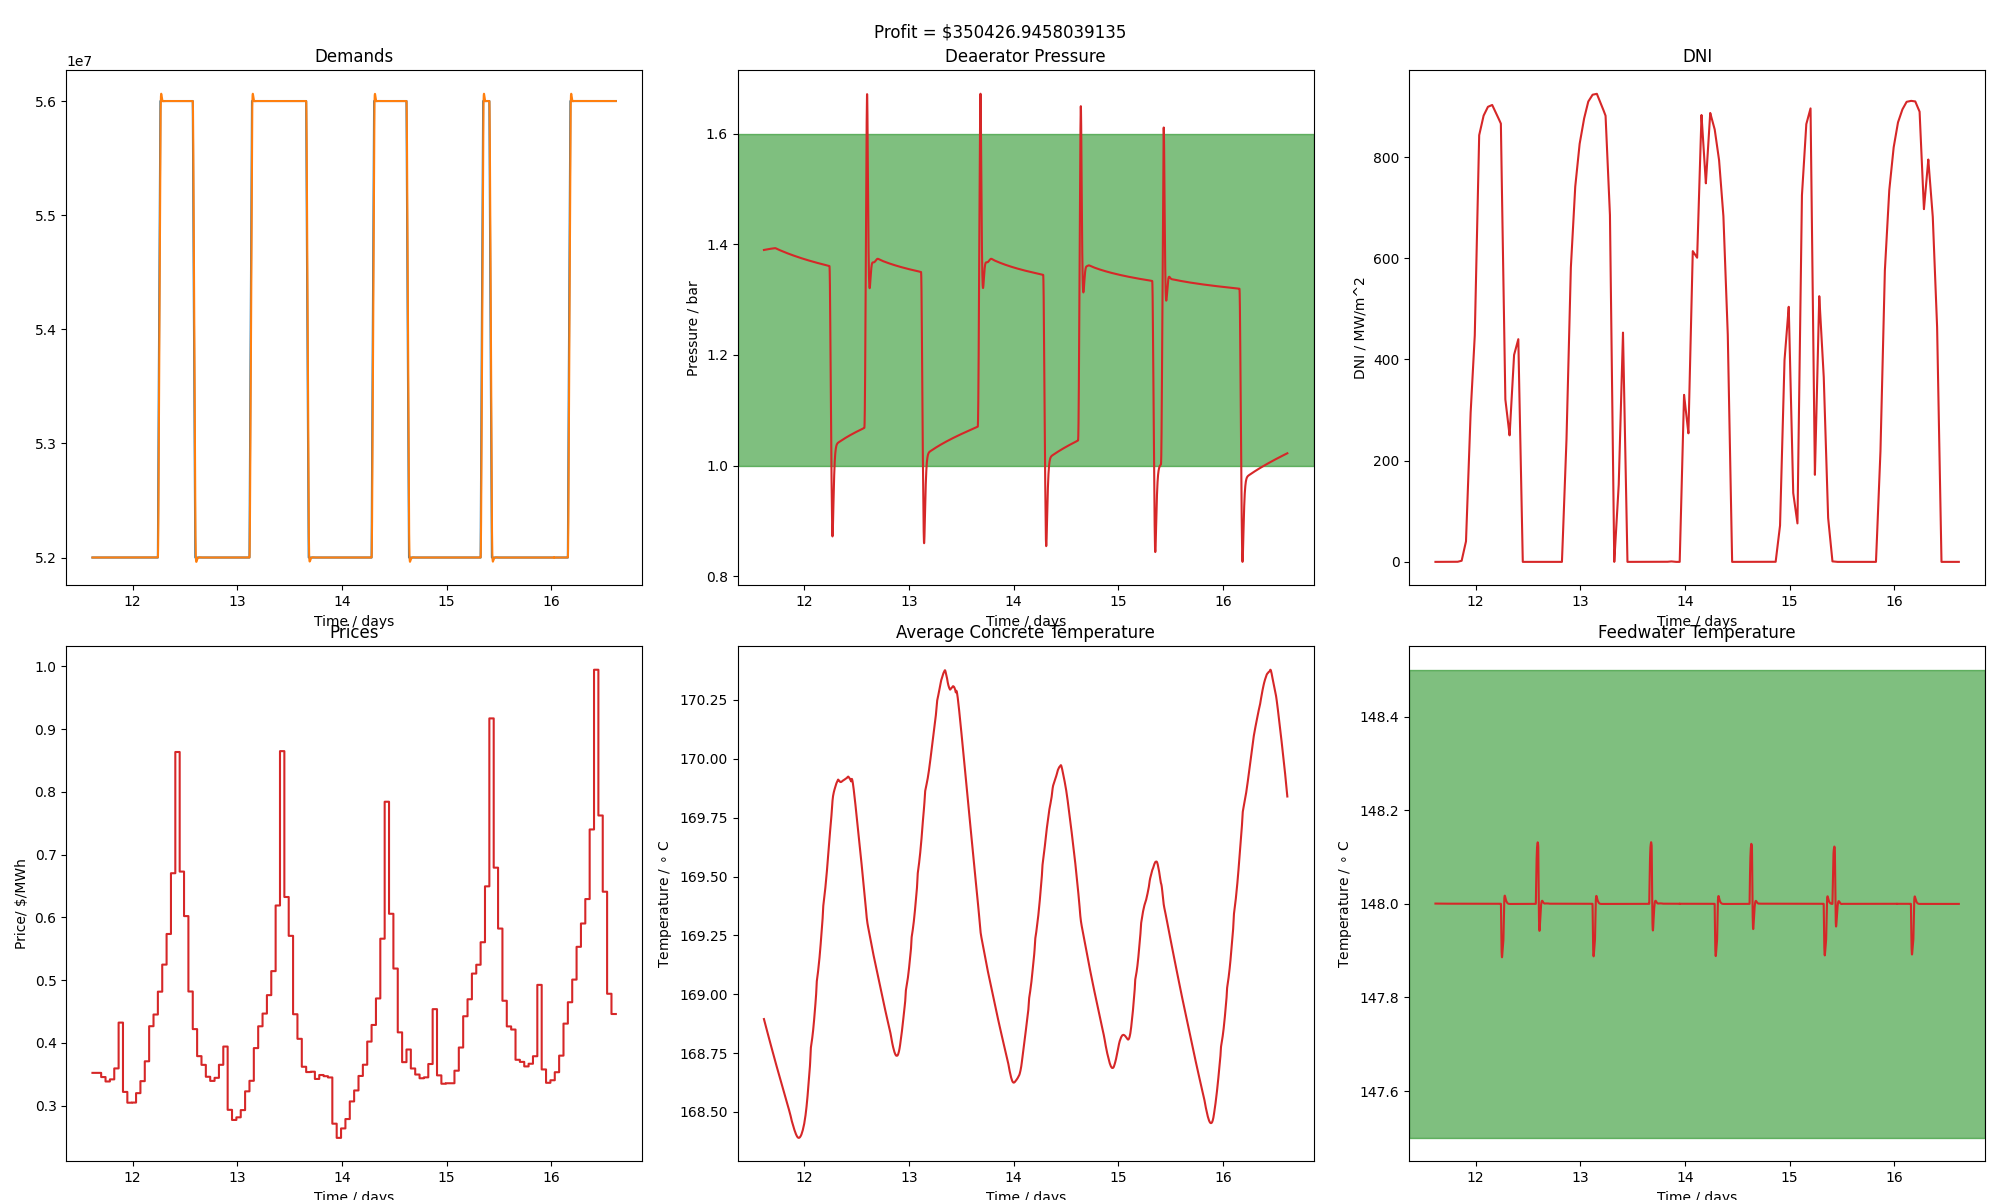 Profit = $350426.9458039135
Demands
1e7
5.6
5.5
5.4
5.3
5.2
12 13 14 15 16
Time / days
Deaerator Pressure
Pressure / bar
1.6
1.4
1.2
1.0
0.8
12 13 14 15 16
Time / days
DNI
DNI / MW/m^2
800
600
400
200
0
12 13 14 15 16
Time / days
Prices
Price/ $/MWh
1.0
0.9
0.8
0.7
0.6
0.5
0.4
0.3
12 13 14 15 16
Time / days
Average Concrete Temperature
Temperature / ∘ C
170.25
170.00
169.75
169.50
169.25
169.00
168.75
168.50
12 13 14 15 16
Time / days
Feedwater Temperature
Temperature / ∘ C
148.4
148.2
148.0
147.8
147.6
12 13 14 15 16
Time / days